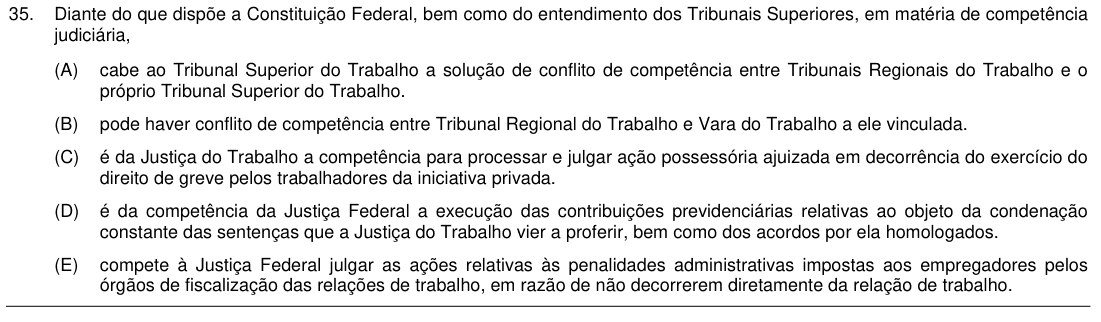 35. Diante do que dispõe a Constituição Federal, bem como do entendimento dos Tribunais Superiores, em matéria de competência
judiciária,
(A) cabe ao Tribunal Superior do Trabalho a solução de conflito de competência entre Tribunais Regionais do Trabalho e o
próprio Tribunal Superior do Trabalho.
(B) pode haver conflito de competência entre Tribunal Regional do Trabalho e Vara do Trabalho a ele vinculada.
(C) é da Justiça do Trabalho a competência para processar e julgar ação possessória ajuizada em decorrência do exercício do
direito de greve pelos trabalhadores da iniciativa privada.
(D) é da competência da Justiça Federal a execução das contribuições previdenciárias relativas ao objeto da condenação
constante das sentenças que a Justiça do Trabalho vier a proferir, bem como dos acordos por ela homologados.
(E) compete à Justiça Federal julgar as ações relativas às penalidades administrativas impostas aos empregadores pelos
órgãos de fiscalização das relações de trabalho, em razão de não decorrerem diretamente da relação de trabalho.